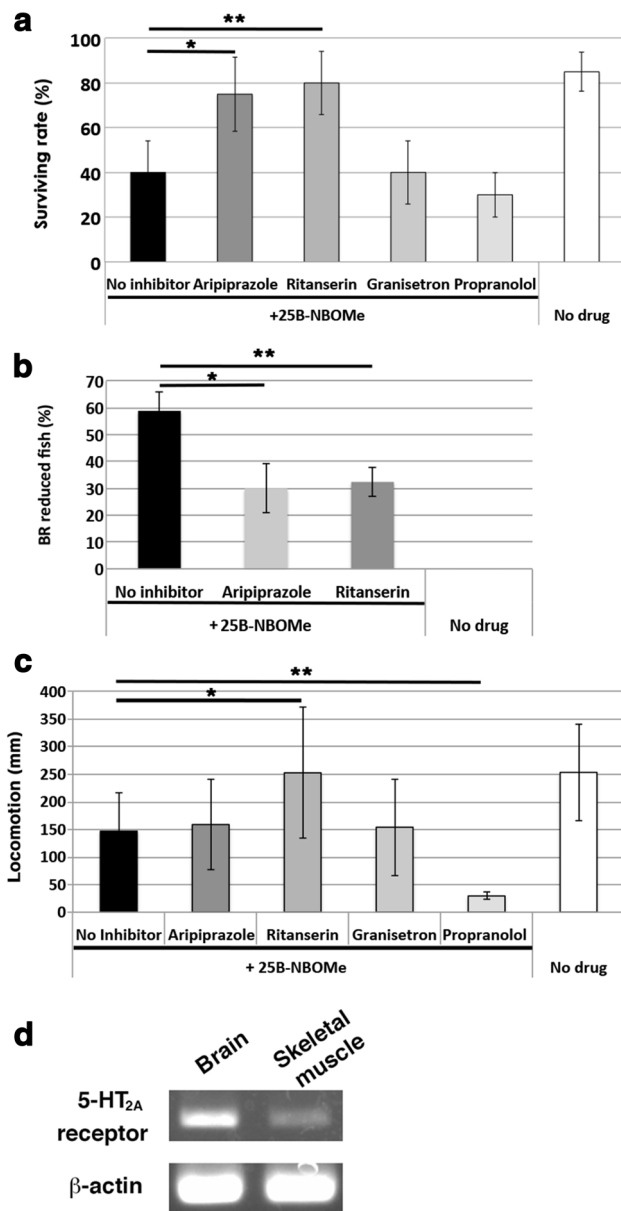 a
**
*
Surviving rate (%)
100
80
60
40
20
0
No inhibitor Aripiprazole Ritanserin Granisetron Propranolol
+25B-NBOMe
No drug
b
**
*
BR reduced fish (%)
70
60
50
40
30
20
10
0
No inhibitor Aripiprazole Ritanserin
+ 25B-NBOMe
No drug
c
**
*
Locomotion (mm)
400
350
300
250
200
150
100
50
0
No Inhibitor Aripiprazole Ritanserin Granisetron Propranolol
+ 25B-NBOMe
No drug
d
Brain
Skeletal
muscle
5-HT2A
receptor
β-actin